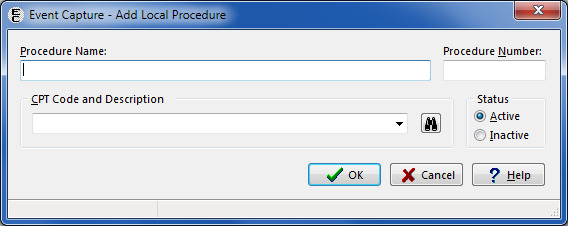 Event Capture - Add Local Procedure
Procedure Name:
Procedure Number:
CPT Code and Description
Status
Active
Inactive
OK
Cancel
? Help